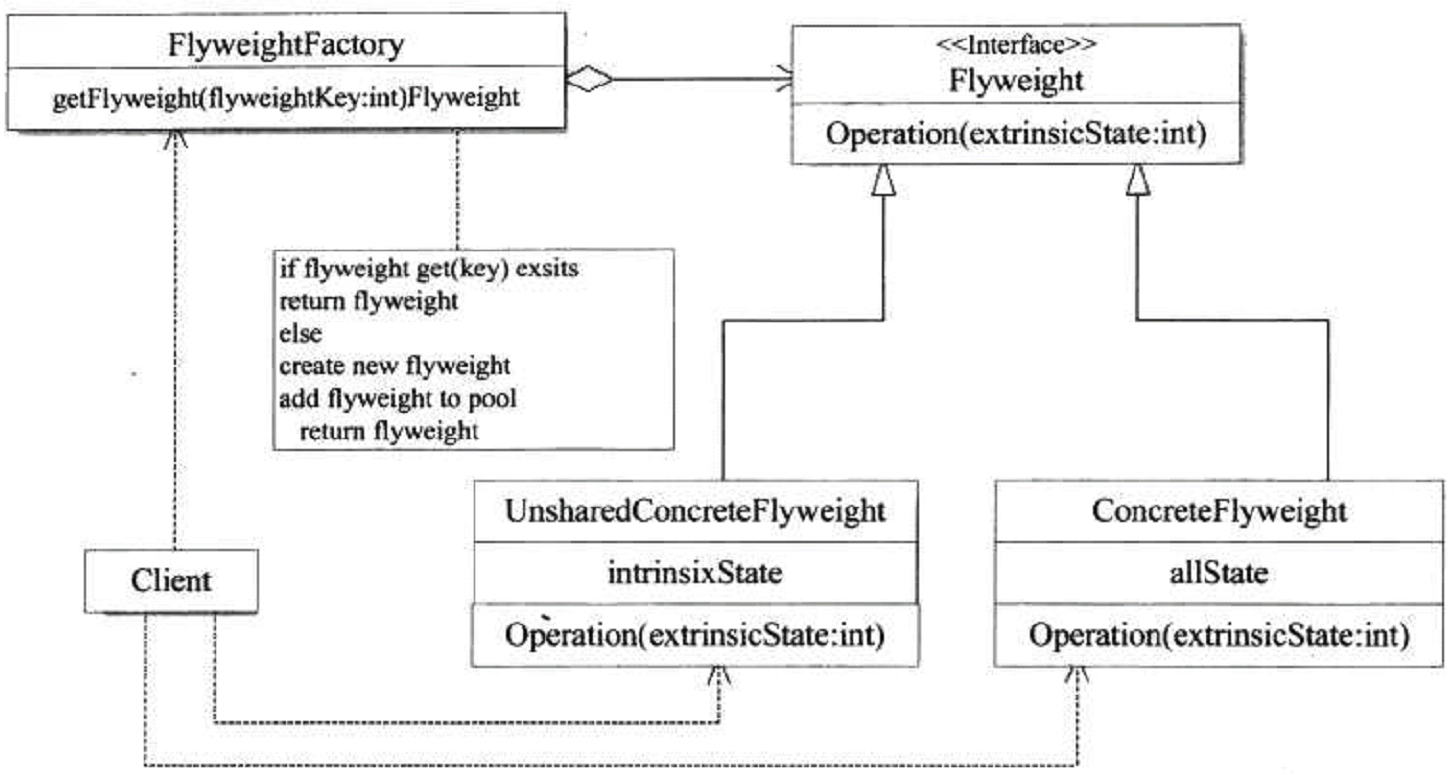 FlyweightFactory
getFlyweight(flyweightKey:int)Flyweight
<<Interface>>
Flyweight
Operation(extrinsicState:int)
if flyweight get(key) exsits
return flyweight
else
create new flyweight
add flyweight to pool
return flyweight
Client
UnsharedConcreteFlyweight
intrinsixState
Operation(extrinsicState:int)
ConcreteFlyweight
allState
Operation(extrinsicState:int)